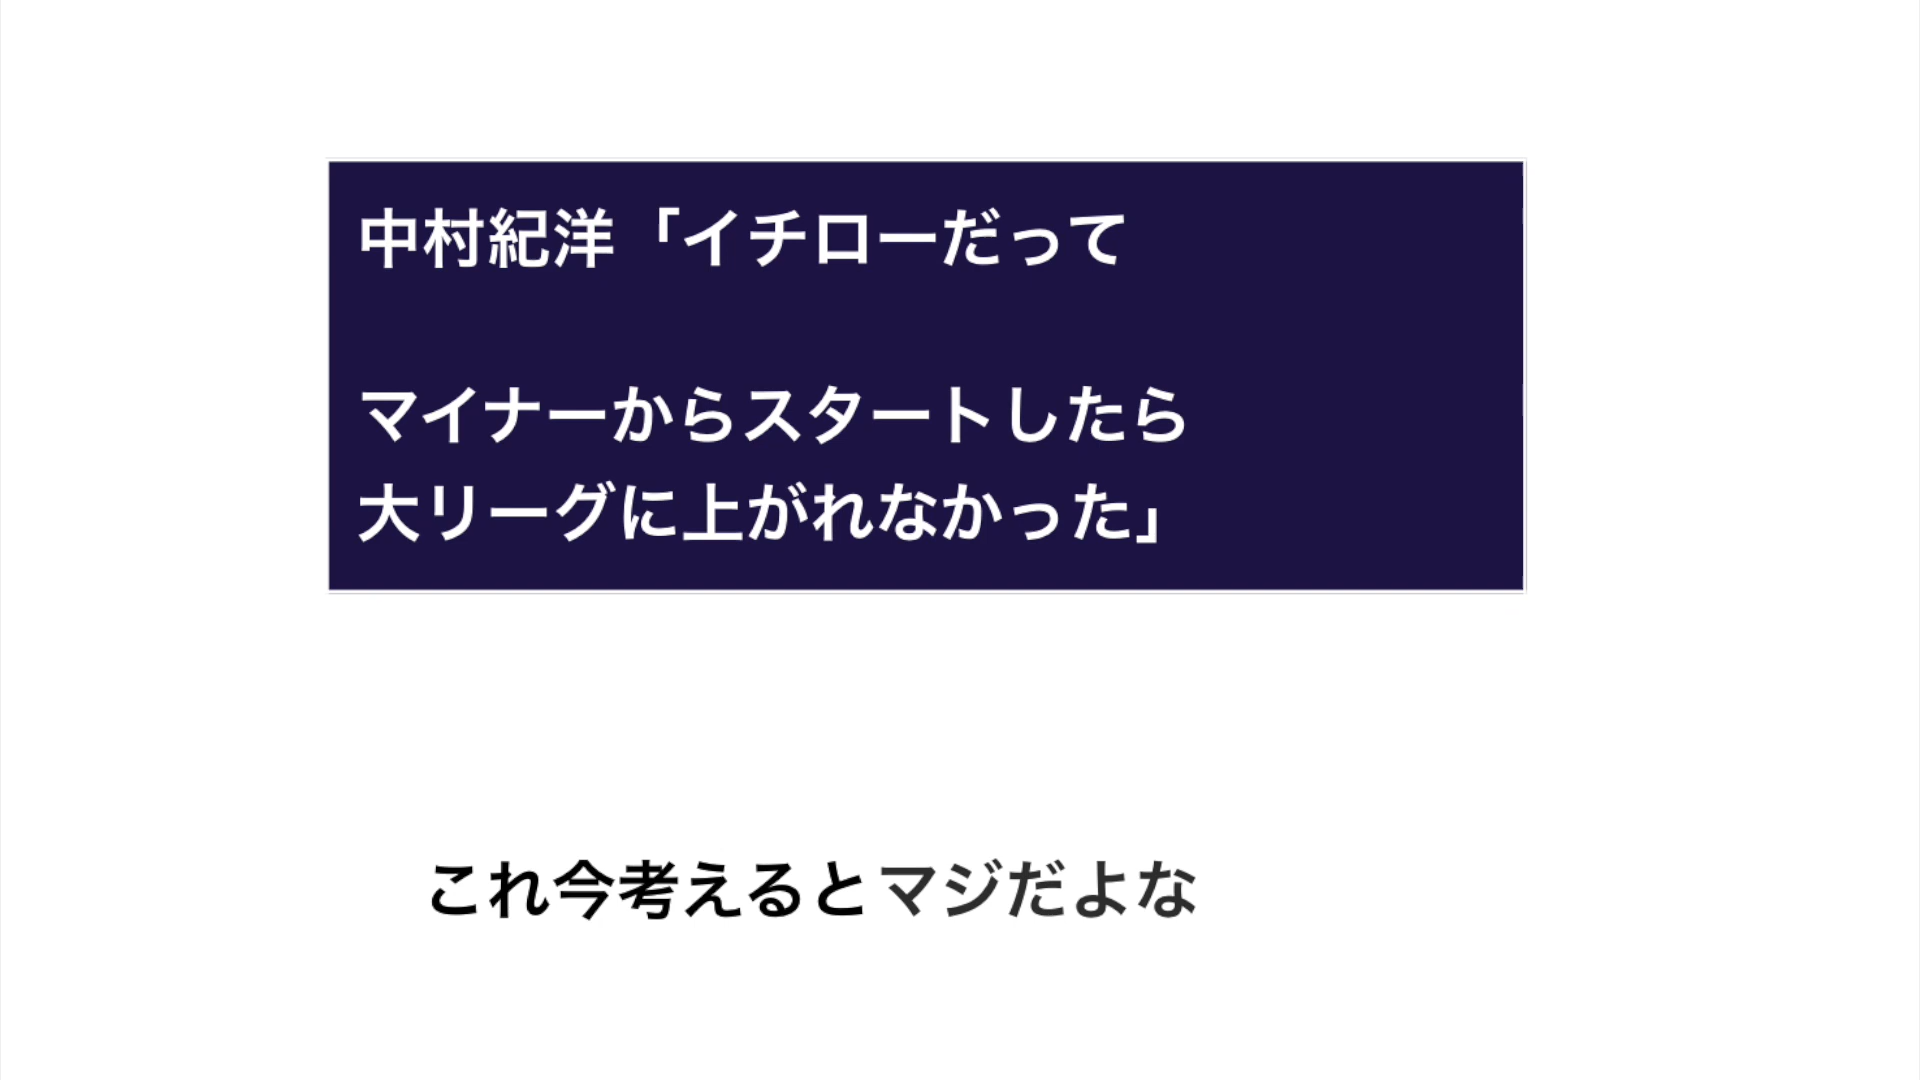 中村紀洋「イチローだって
マイナーからスタートしたら
大リーグに上がれなかった」
これ今考えるとマジだよな